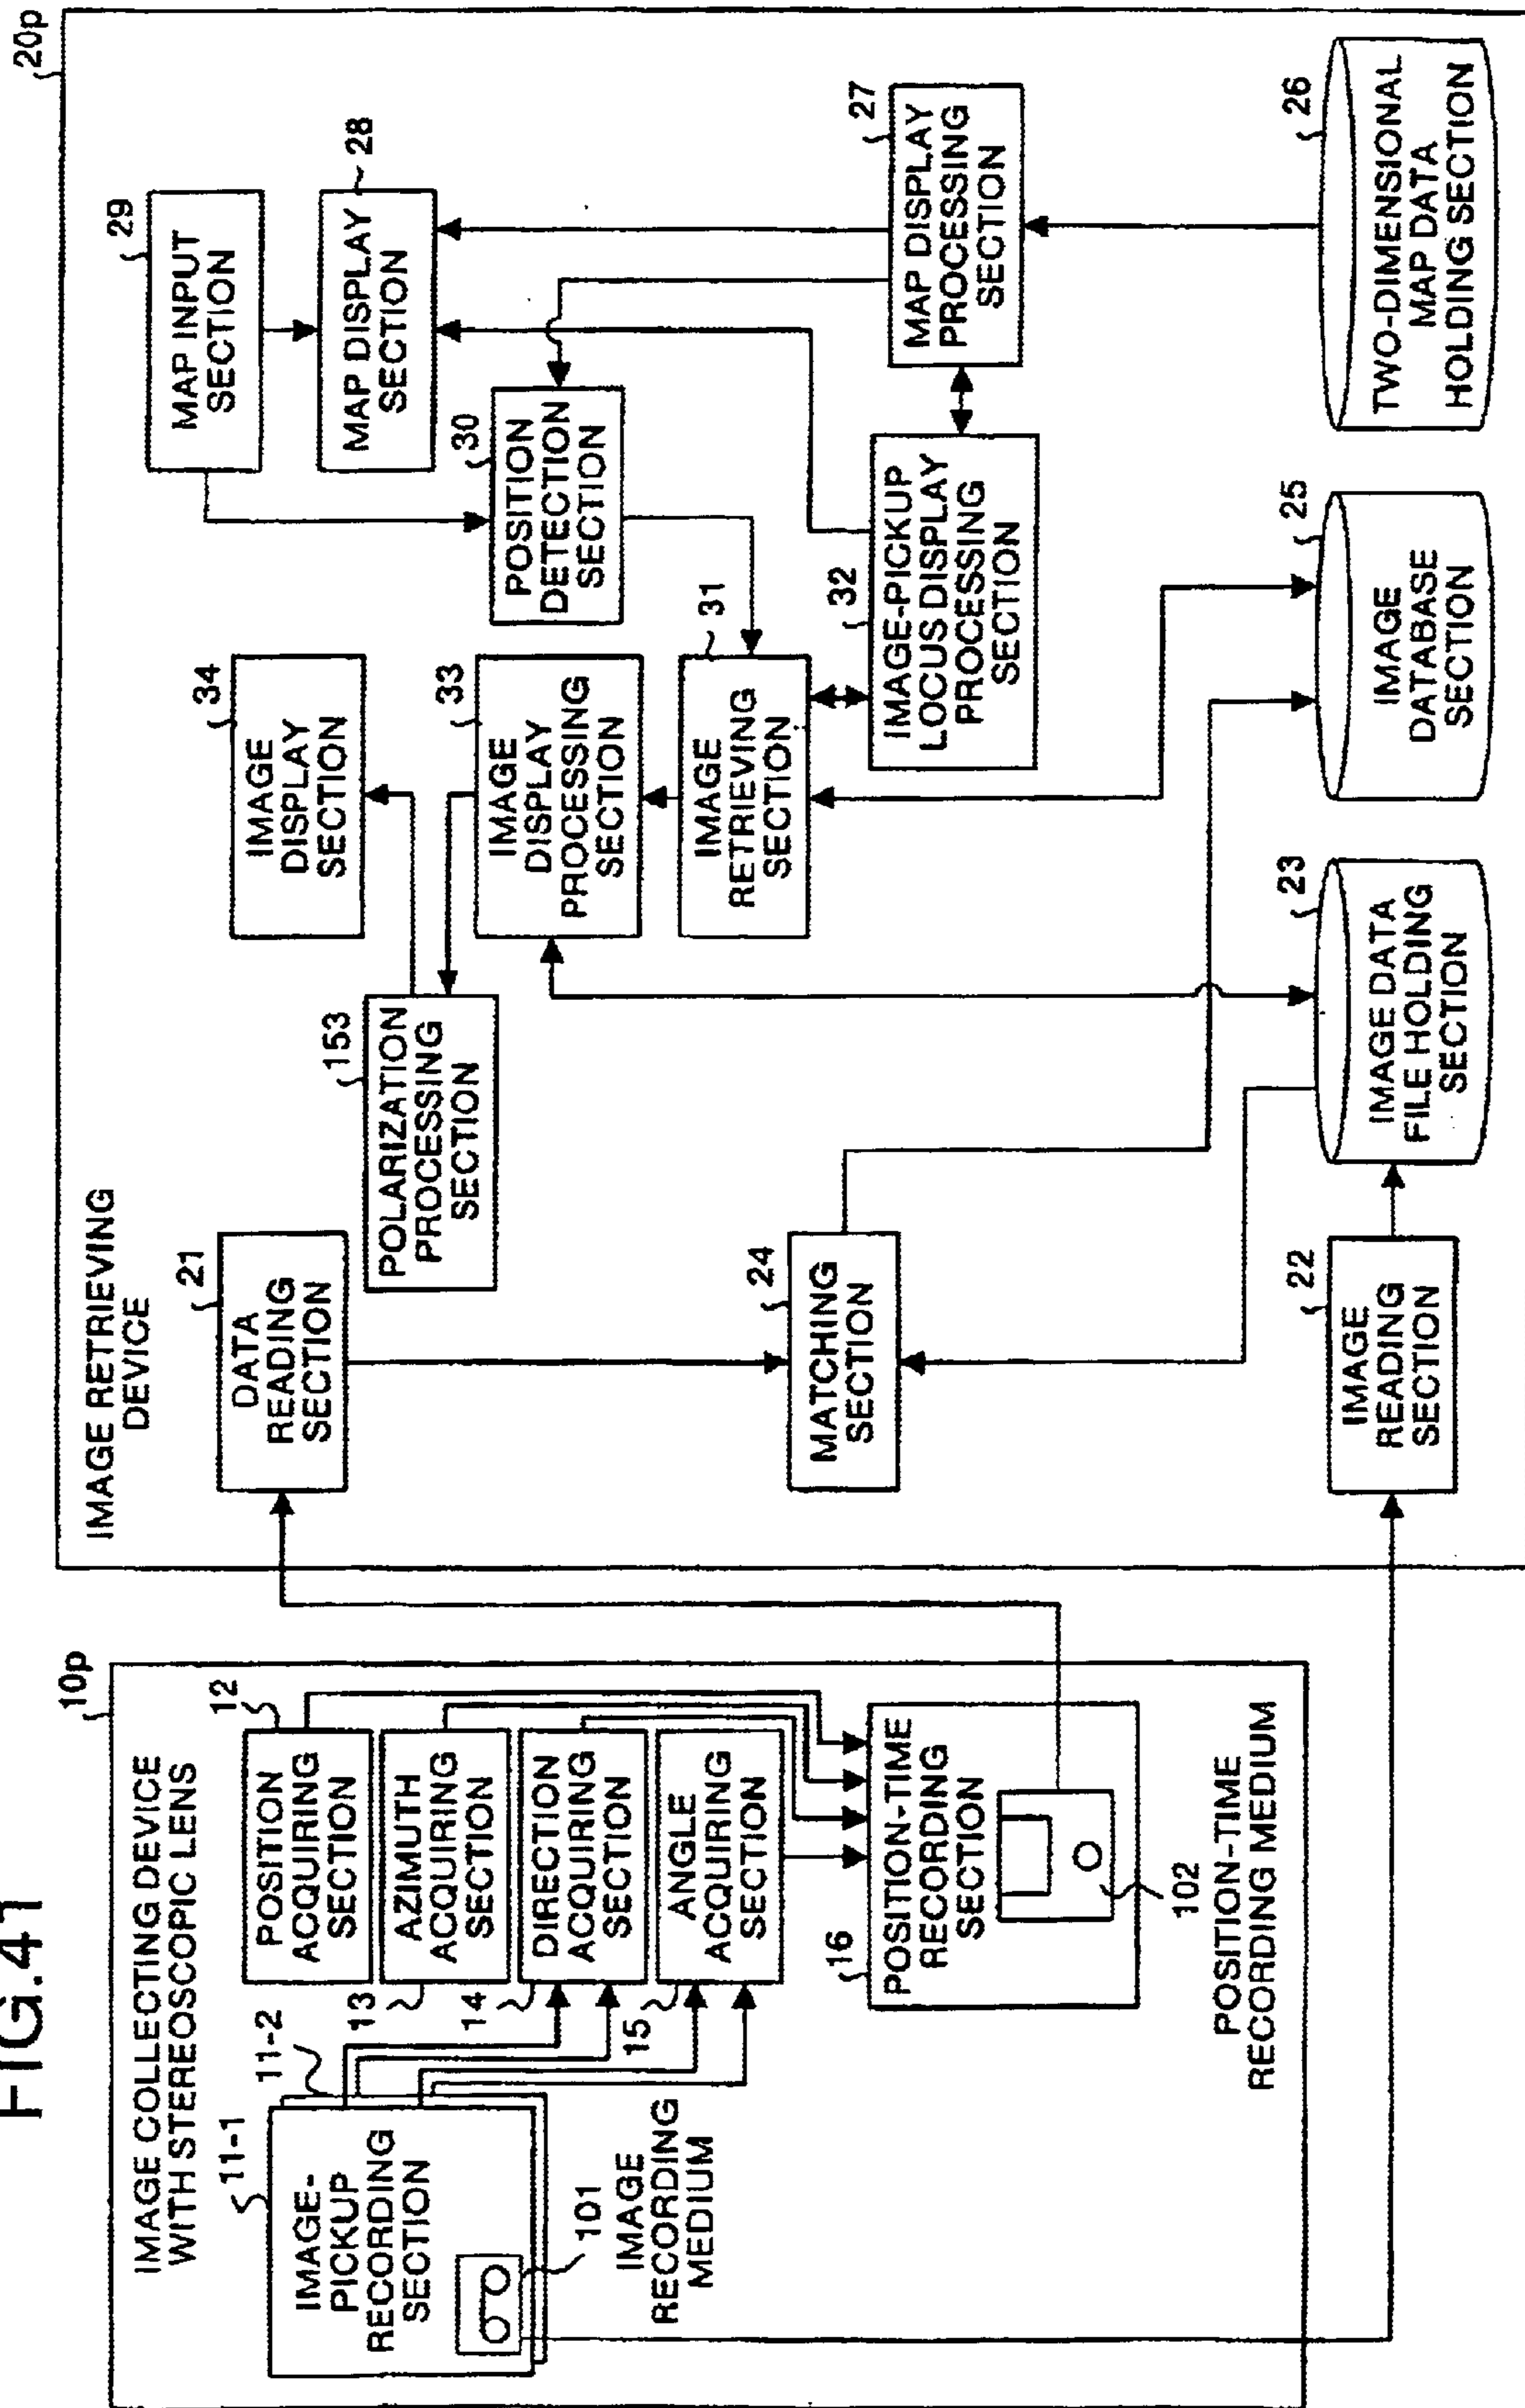 FIG.41
10p
IMAGE COLLECTING DEVICE
WITH STEREOSCOPIC LENS
11-1
11-2
IMAGE-
PICKUP
RECORDING
SECTION
101
IMAGE
RECORDING
MEDIUM
12
POSITION
ACQUIRING
SECTION
13
AZIMUTH
ACQUIRING
SECTION
14
DIRECTION
ACQUIRING
SECTION
15
ANGLE
ACQUIRING
SECTION
16
POSITION-TIME
RECORDING
SECTION
102
POSITION-TIME
RECORDING MEDIUM
20p
IMAGE RETRIEVING
DEVICE
21
DATA
READING
SECTION
153
POLARIZATION
PROCESSING
SECTION
24
MATCHING
SECTION
22
IMAGE
READING
SECTION
34
IMAGE
DISPLAY
SECTION
33
IMAGE
DISPLAY
PROCESSING
SECTION
31
IMAGE
RETRIEVING
SECTION
23
IMAGE DATA
FILE HOLDING
SECTION
29
MAP INPUT
SECTION
28
MAP DISPLAY
SECTION
30
POSITION
DETECTION
SECTION
32
IMAGE-PICKUP
LOCUS DISPLAY
PROCESSING
SECTION
27
MAP DISPLAY
PROCESSING
SECTION
25
IMAGE
DATABASE
SECTION
26
TWO-DIMENSIONAL
MAP DATA
HOLDING SECTION